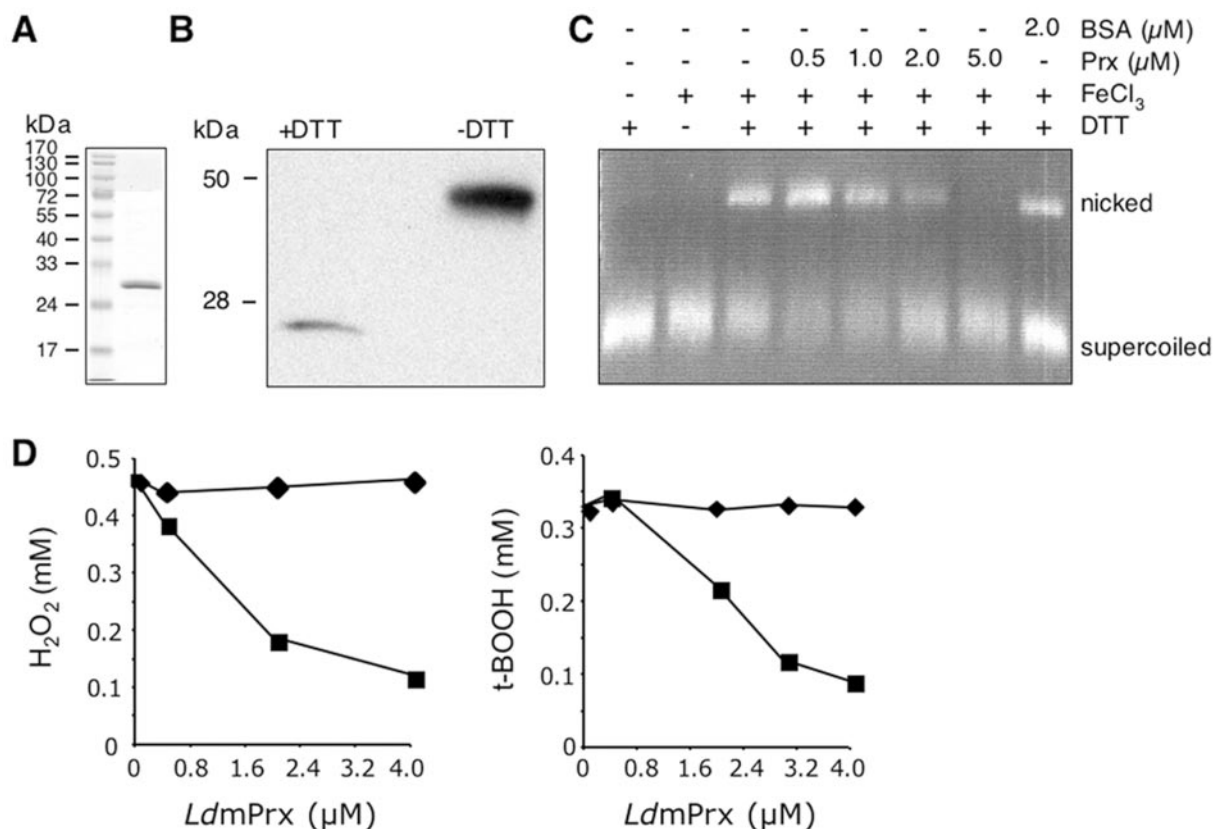 A
kDa
170
130
100
72
55
40
33
24
17
B
kDa +DTT -DTT
50
28
C
- - - - - - - 2.0 BSA (µM)
- - - 0.5 1.0 2.0 5.0 - Prx (µM)
- + + + + + + + FeCl₃
+ - + + + + + + DTT
nicked
supercoiled
D
0.5
0.4
0.3
0.2
0.1
0
H₂O₂ (mM)
0 0.8 1.6 2.4 3.2 4.0
LdmPrx (µM)
0.4
0.3
0.2
0.1
0
t-BOOH (mM)
0 0.8 1.6 2.4 3.2 4.0
LdmPrx (µM)